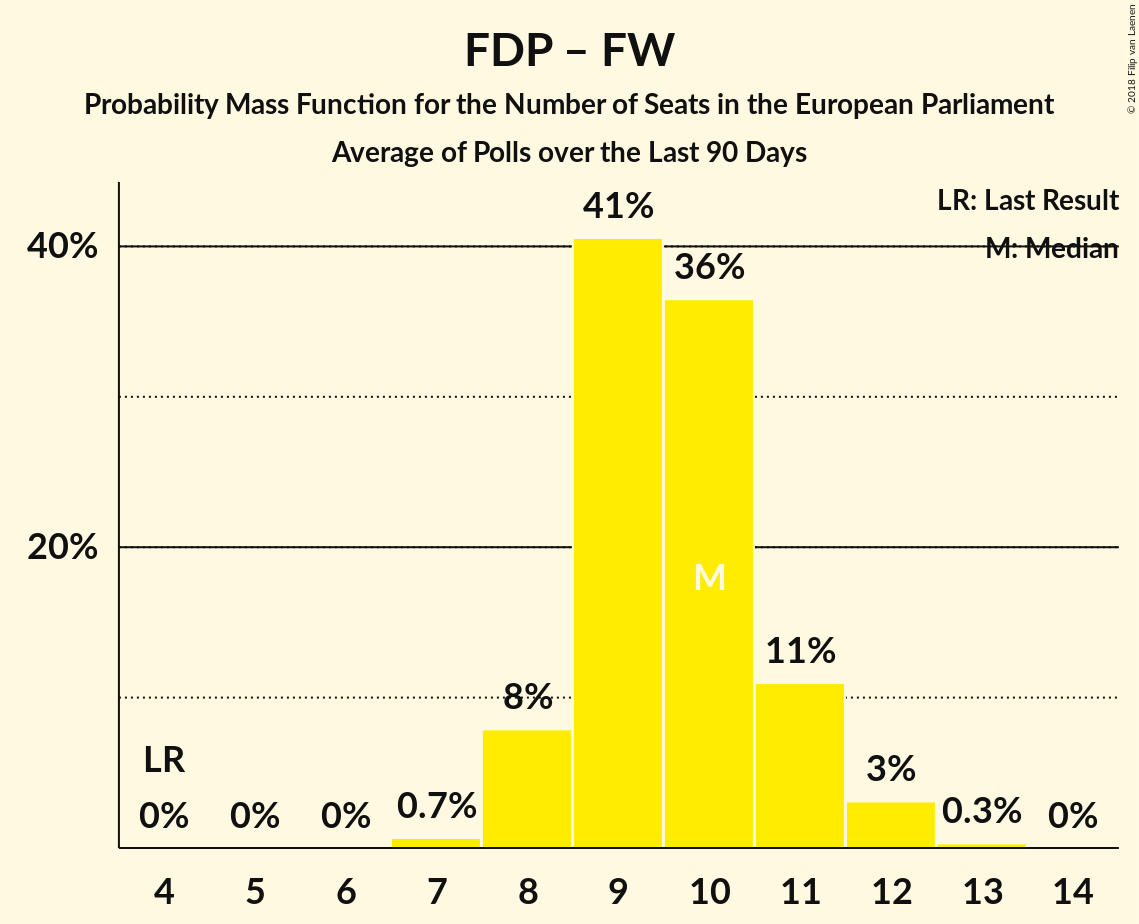 FDP – FW
Probability Mass Function for the Number of Seats in the European Parliament
Average of Polls over the Last 90 Days
© 2018 Filip van Laenen
LR: Last Result
M: Median
41%
40%
36%
20%
M
11%
8%
LR
3%
0% 0% 0% 0.7% 0.3% 0%
4 5 6 7 8 9 10 11 12 13 14